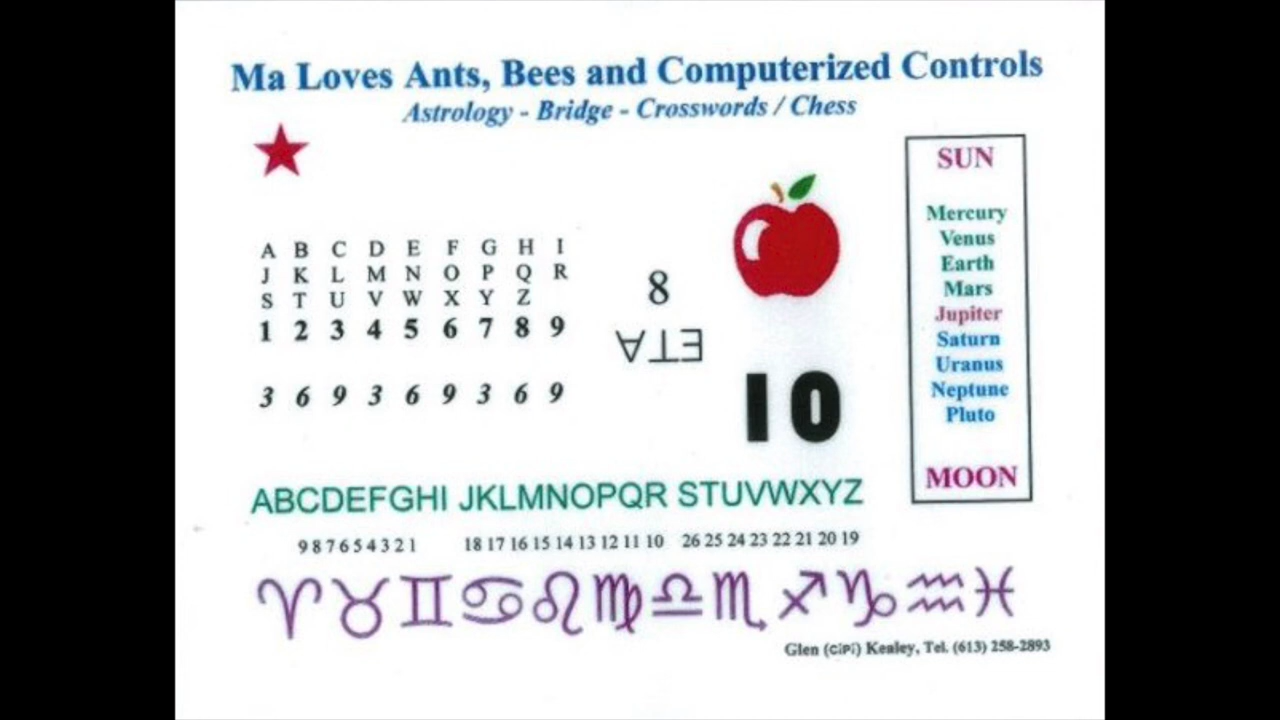 Ma Loves Ants, Bees and Computerized Controls
Astrology - Bridge - Crosswords / Chess
A B C D E F G H I
J K L M N O P Q R
S T U V W X Y Z
1 2 3 4 5 6 7 8 9
3 6 9 3 6 9 3 6 9
8
ETA
10
SUN
Mercury
Venus
Earth
Mars
Jupiter
Saturn
Uranus
Neptune
Pluto
MOON
ABCDEFGHI JKLMNOPQR STUVWXYZ
9 8 7 6 5 4 3 2 1 18 17 16 15 14 13 12 11 10 26 25 24 23 22 21 20 19
♈ ♉ ♊ ♋ ♌ ♍ ♎ ♏ ♐ ♑ ♒ ♓
Glen (CiPi) Kealey, Tel. (613) 258-2893